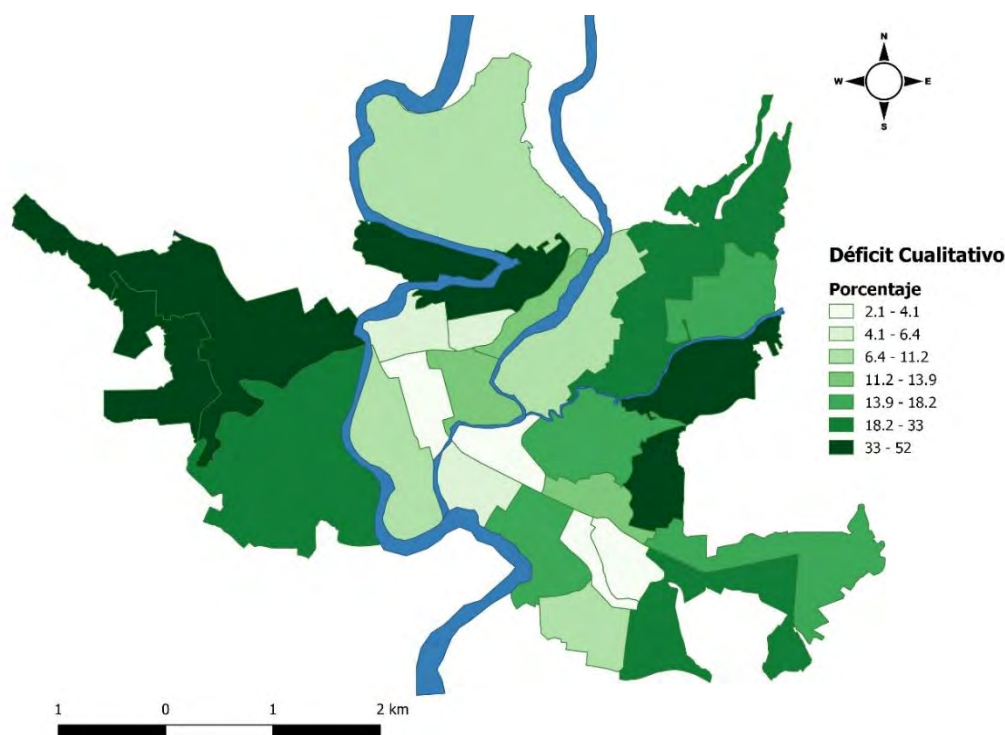 N
W E
S
Déficit Cualitativo
Porcentaje
2.1 - 4.1
4.1 - 6.4
6.4 - 11.2
11.2 - 13.9
13.9 - 18.2
18.2 - 33
33 - 52
1 0 1 2 km